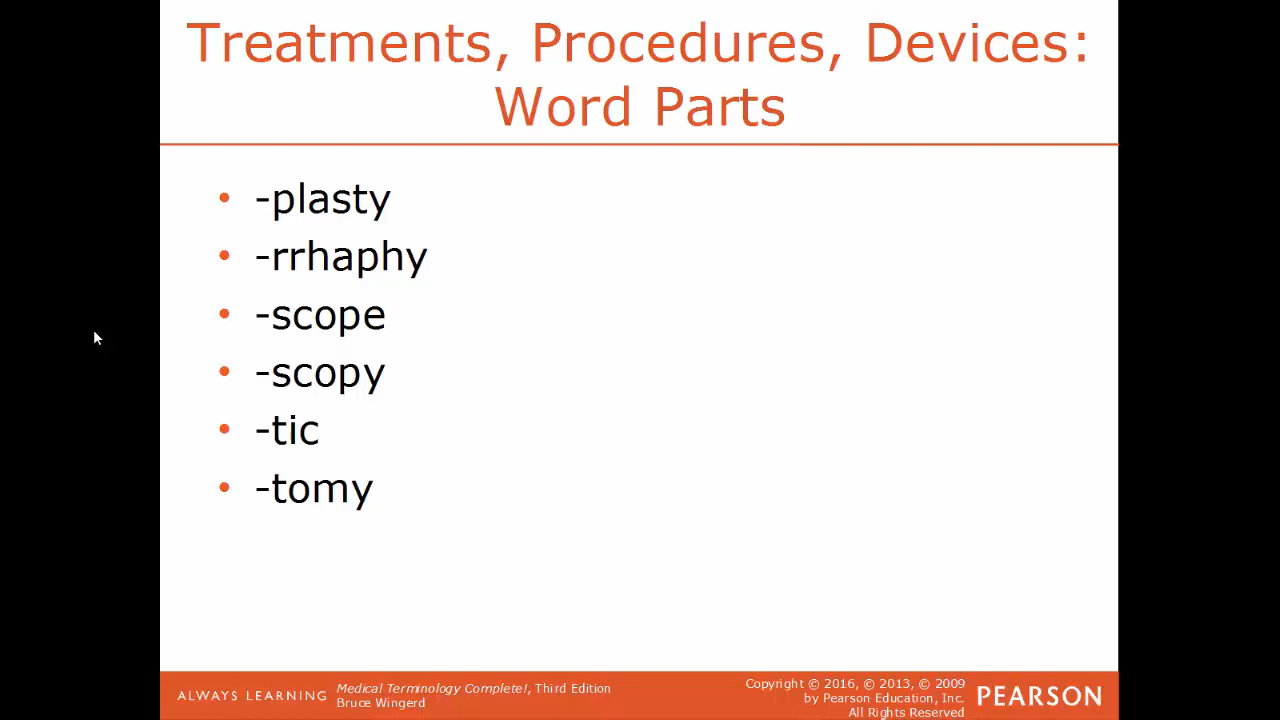 Treatments, Procedures, Devices:
Word Parts
• -plasty
• -rrhaphy
• -scope
• -scopy
• -tic
• -tomy
ALWAYS LEARNING
Medical Terminology Complete!, Third Edition
Bruce Wingerd
Copyright © 2016, © 2013, © 2009
by Pearson Education, Inc.
All Rights Reserved
PEARSON